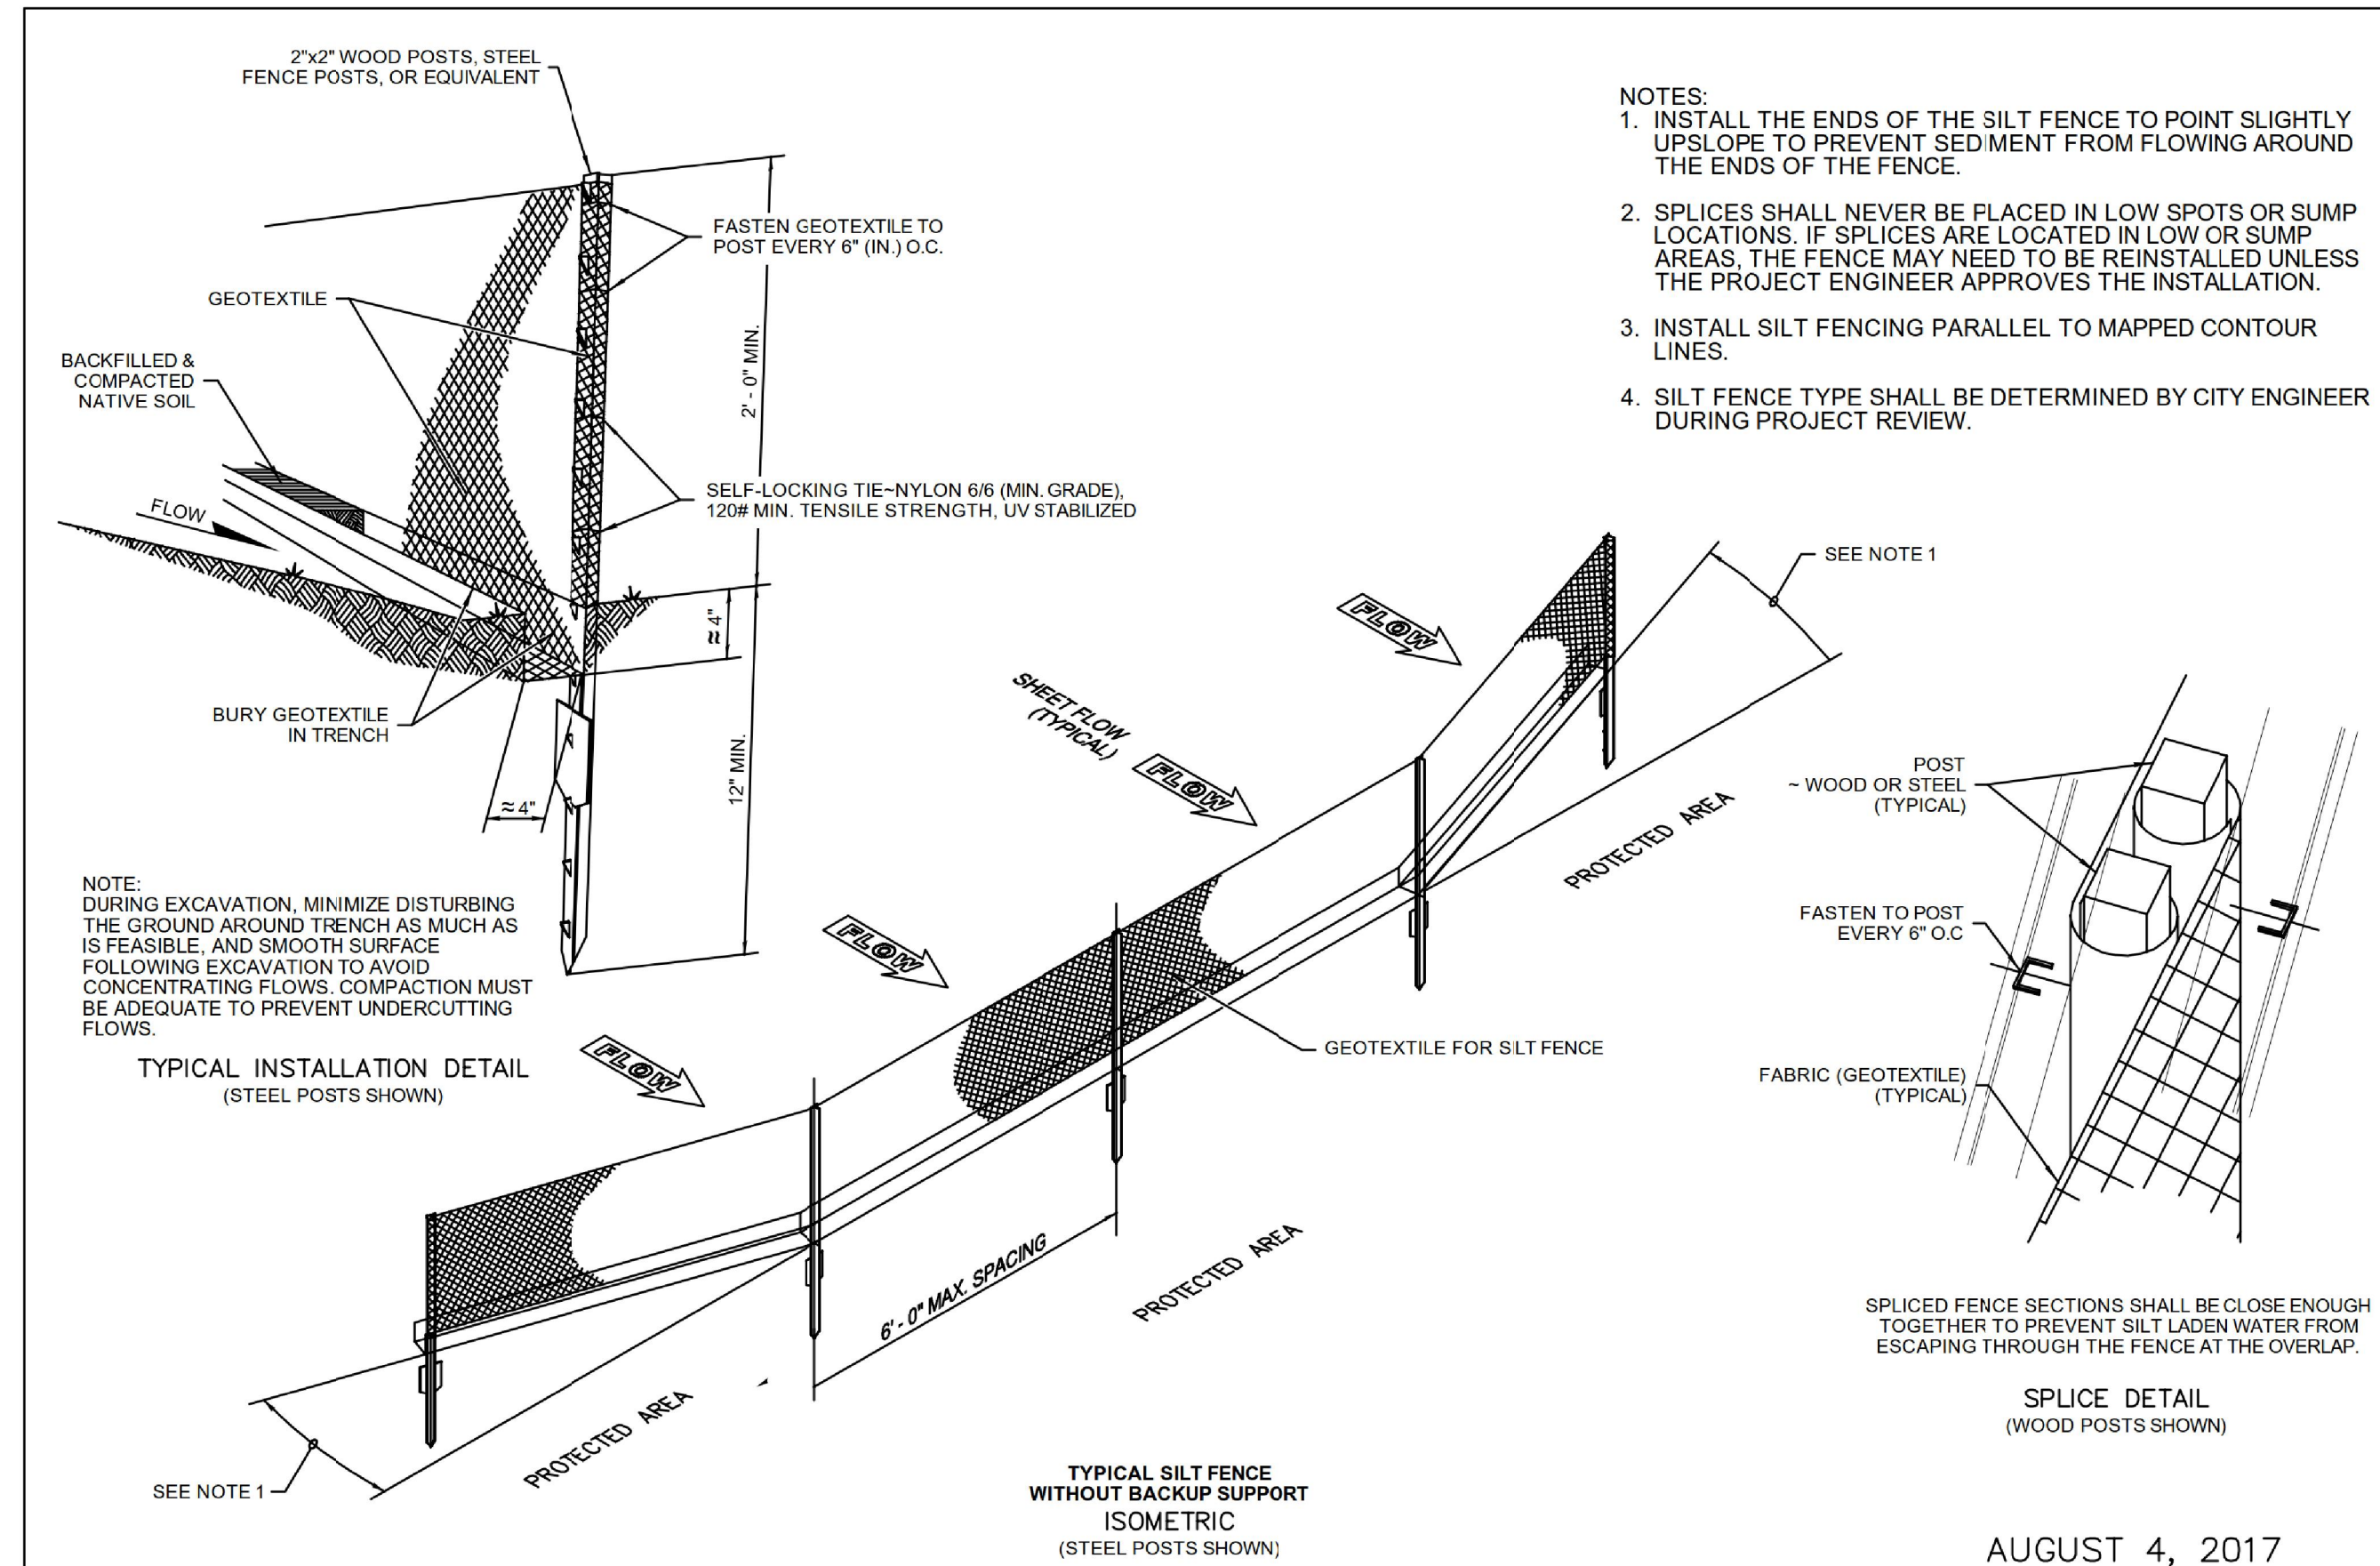 2"x2" WOOD POSTS, STEEL
FENCE POSTS, OR EQUIVALENT
FASTEN GEOTEXTILE TO
POST EVERY 6" (IN.) O.C.
GEOTEXTILE
2' - 0" MIN.
BACKFILLED &
COMPACTED
NATIVE SOIL
FLOW
SELF-LOCKING TIE~NYLON 6/6 (MIN. GRADE),
120# MIN. TENSILE STRENGTH, UV STABILIZED
≈ 4"
BURY GEOTEXTILE
IN TRENCH
12" MIN.
≈ 4"
NOTE:
DURING EXCAVATION, MINIMIZE DISTURBING
THE GROUND AROUND TRENCH AS MUCH AS
IS FEASIBLE, AND SMOOTH SURFACE
FOLLOWING EXCAVATION TO AVOID
CONCENTRATING FLOWS. COMPACTION MUST
BE ADEQUATE TO PREVENT UNDERCUTTING
FLOWS.
TYPICAL INSTALLATION DETAIL
(STEEL POSTS SHOWN)
NOTES:
1. INSTALL THE ENDS OF THE SILT FENCE TO POINT SLIGHTLY
UPSLOPE TO PREVENT SEDIMENT FROM FLOWING AROUND
THE ENDS OF THE FENCE.
2. SPLICES SHALL NEVER BE PLACED IN LOW SPOTS OR SUMP
LOCATIONS. IF SPLICES ARE LOCATED IN LOW OR SUMP
AREAS, THE FENCE MAY NEED TO BE REINSTALLED UNLESS
THE PROJECT ENGINEER APPROVES THE INSTALLATION.
3. INSTALL SILT FENCING PARALLEL TO MAPPED CONTOUR
LINES.
4. SILT FENCE TYPE SHALL BE DETERMINED BY CITY ENGINEER
DURING PROJECT REVIEW.
SEE NOTE 1
FLOW
SHEET FLOW
(TYPICAL)
FLOW
PROTECTED AREA
FLOW
GEOTEXTILE FOR SILT FENCE
FLOW
6' - 0" MAX. SPACING
PROTECTED AREA
PROTECTED AREA
SEE NOTE 1
TYPICAL SILT FENCE
WITHOUT BACKUP SUPPORT
ISOMETRIC
(STEEL POSTS SHOWN)
POST
~ WOOD OR STEEL
(TYPICAL)
FASTEN TO POST
EVERY 6" O.C
FABRIC (GEOTEXTILE)
(TYPICAL)
SPLICED FENCE SECTIONS SHALL BE CLOSE ENOUGH
TOGETHER TO PREVENT SILT LADEN WATER FROM
ESCAPING THROUGH THE FENCE AT THE OVERLAP.
SPLICE DETAIL
(WOOD POSTS SHOWN)
AUGUST 4, 2017